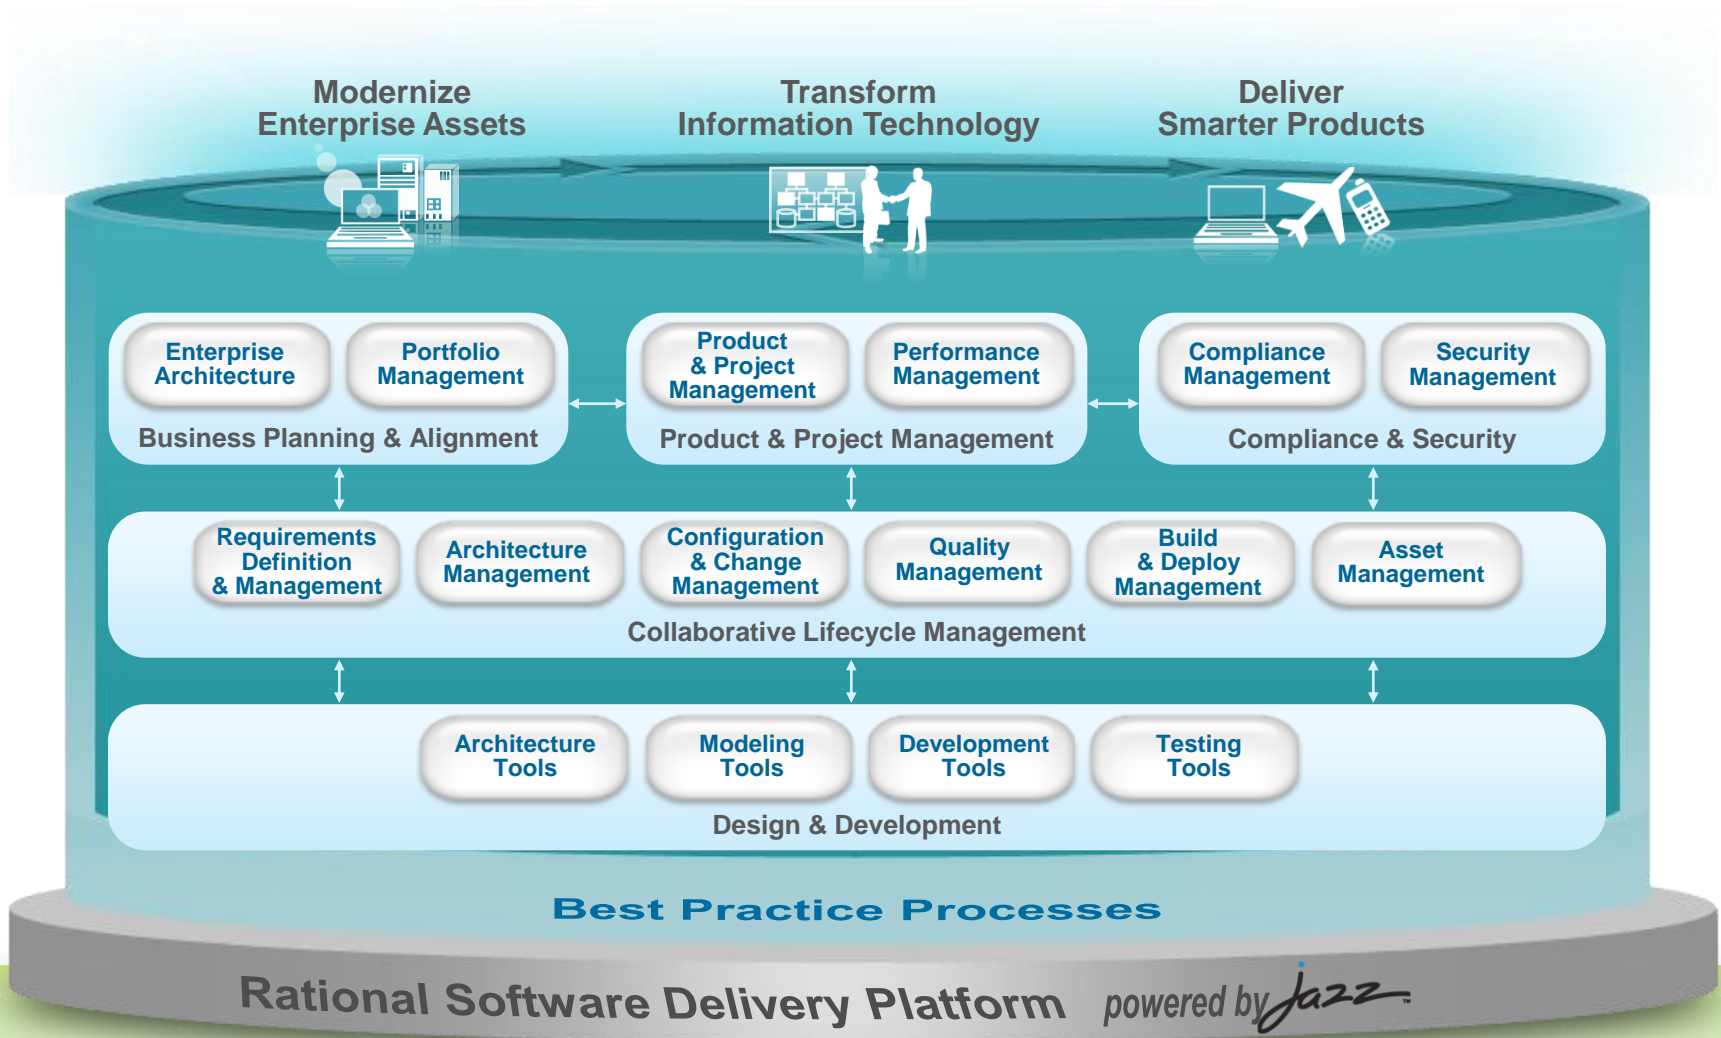 Modernize
Enterprise Assets
Transform
Information Technology
Deliver
Smarter Products
Enterprise
Architecture
Portfolio
Management
Business Planning & Alignment
Product
& Project
Management
Performance
Management
Product & Project Management
Compliance
Management
Security
Management
Compliance & Security
Requirements
Definition
& Management
Architecture
Management
Configuration
& Change
Management
Quality
Management
Build
& Deploy
Management
Asset
Management
Collaborative Lifecycle Management
Architecture
Tools
Modeling
Tools
Development
Tools
Testing
Tools
Design & Development
Best Practice Processes
Rational Software Delivery Platform powered by jazz™